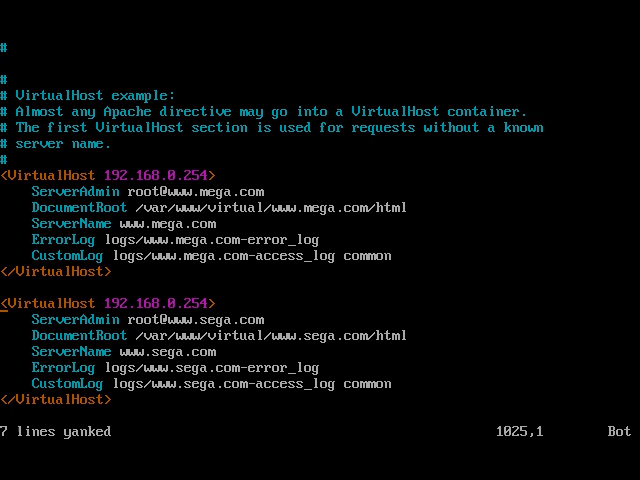 #
#
# VirtualHost example:
# Almost any Apache directive may go into a VirtualHost container.
# The first VirtualHost section is used for requests without a known
# server name.
#
<VirtualHost 192.168.0.254>
    ServerAdmin root@www.mega.com
    DocumentRoot /var/www/virtual/www.mega.com/html
    ServerName www.mega.com
    ErrorLog logs/www.mega.com-error_log
    CustomLog logs/www.mega.com-access_log common
</VirtualHost>
<VirtualHost 192.168.0.254>
    ServerAdmin root@www.sega.com
    DocumentRoot /var/www/virtual/www.sega.com/html
    ServerName www.sega.com
    ErrorLog logs/www.sega.com-error_log
    CustomLog logs/www.sega.com-access_log common
</VirtualHost>
7 lines yanked 1025,1 Bot